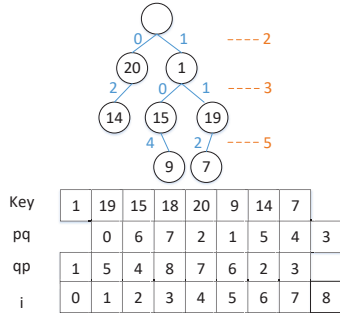 0 1 ---- 2
20 1
2 0 1 ---- 3
14 15 19
4 2 ---- 5
9 7
Key 1 19 15 18 20 9 14 7
pq 0 6 7 2 1 5 4 3
qp 1 5 4 8 7 6 2 3
i 0 1 2 3 4 5 6 7 8